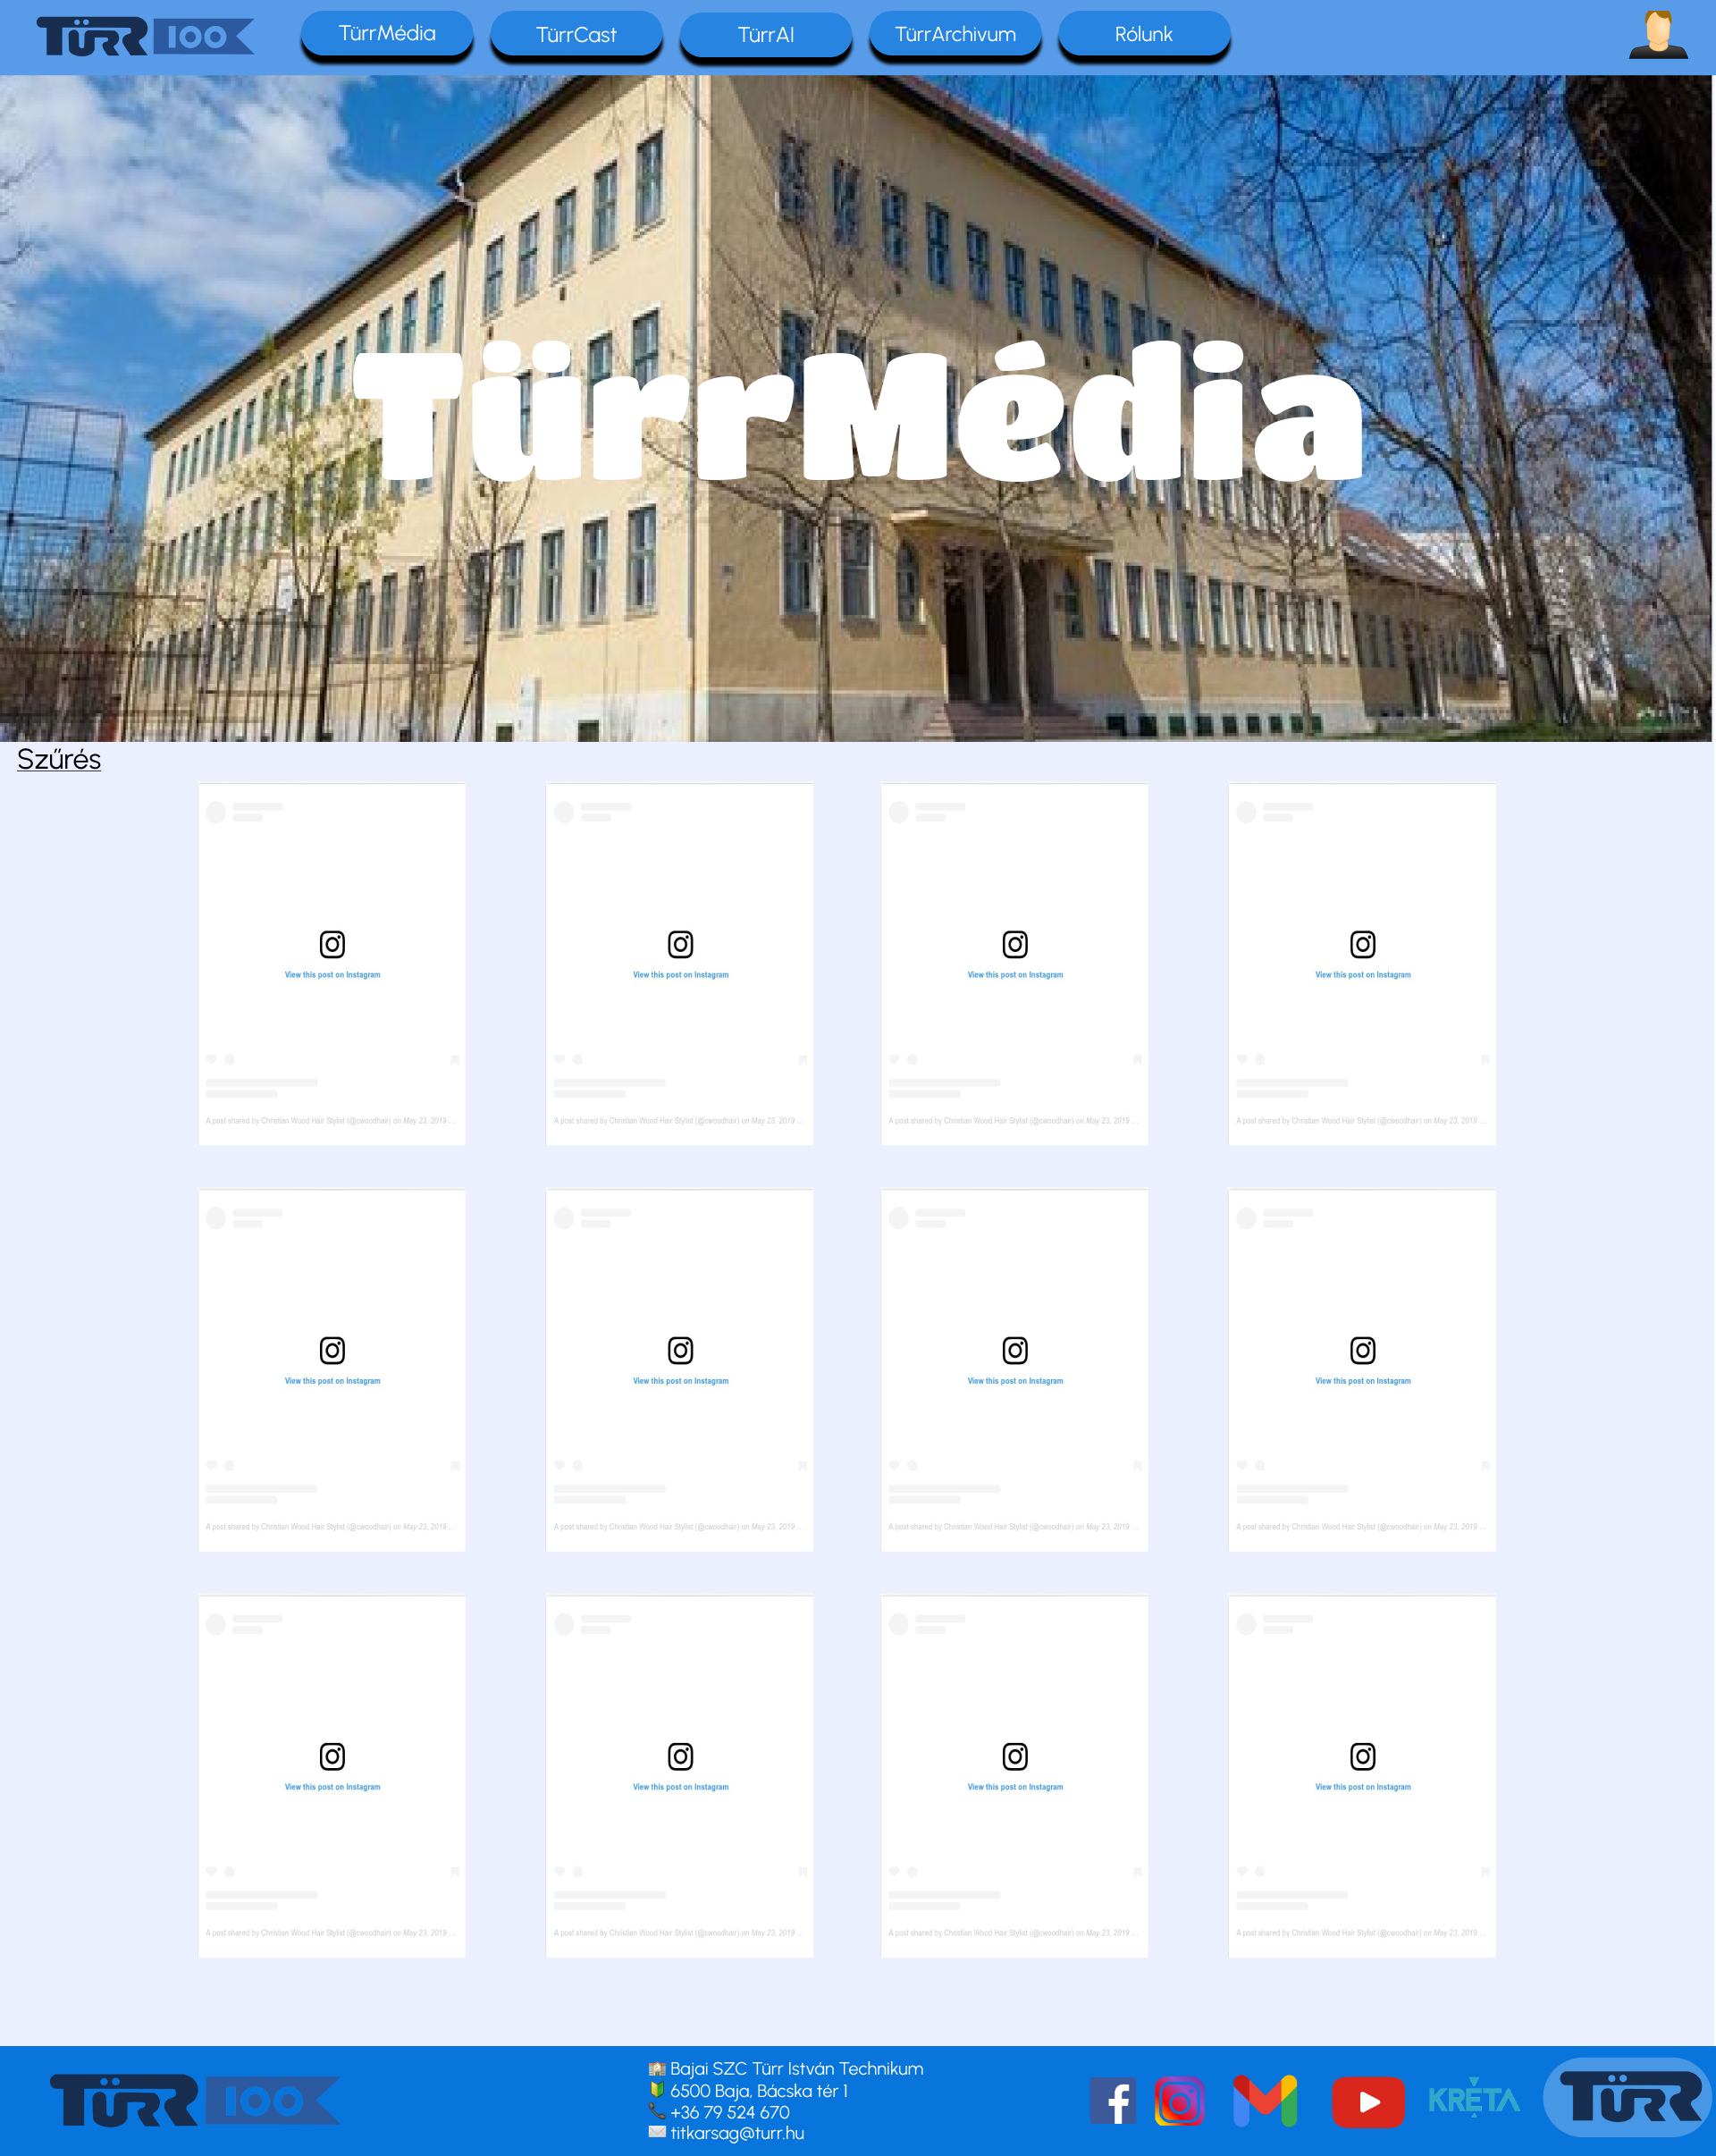 TÜRR 100
TürrMédia
TürrCast
TürrAI
TürrArchivum
Rólunk
TürrMédia
Szűrés
View this post on Instagram
View this post on Instagram
View this post on Instagram
View this post on Instagram
A post shared by Christian Wood Hair Stylist (@cwoodhair) on May 23, 2019 ...
A post shared by Christian Wood Hair Stylist (@cwoodhair) on May 23, 2019 ...
A post shared by Christian Wood Hair Stylist (@cwoodhair) on May 23, 2019 ...
A post shared by Christian Wood Hair Stylist (@cwoodhair) on May 23, 2019 ...
View this post on Instagram
View this post on Instagram
View this post on Instagram
View this post on Instagram
A post shared by Christian Wood Hair Stylist (@cwoodhair) on May 23, 2019 ...
A post shared by Christian Wood Hair Stylist (@cwoodhair) on May 23, 2019 ...
A post shared by Christian Wood Hair Stylist (@cwoodhair) on May 23, 2019 ...
A post shared by Christian Wood Hair Stylist (@cwoodhair) on May 23, 2019 ...
View this post on Instagram
View this post on Instagram
View this post on Instagram
View this post on Instagram
A post shared by Christian Wood Hair Stylist (@cwoodhair) on May 23, 2019 ...
A post shared by Christian Wood Hair Stylist (@cwoodhair) on May 23, 2019 ...
A post shared by Christian Wood Hair Stylist (@cwoodhair) on May 23, 2019 ...
A post shared by Christian Wood Hair Stylist (@cwoodhair) on May 23, 2019 ...
TÜRR 100
Bajai SZC Türr István Technikum
6500 Baja, Bácska tér 1
+36 79 524 670
titkarsag@turr.hu
KRÉTA
TÜRR